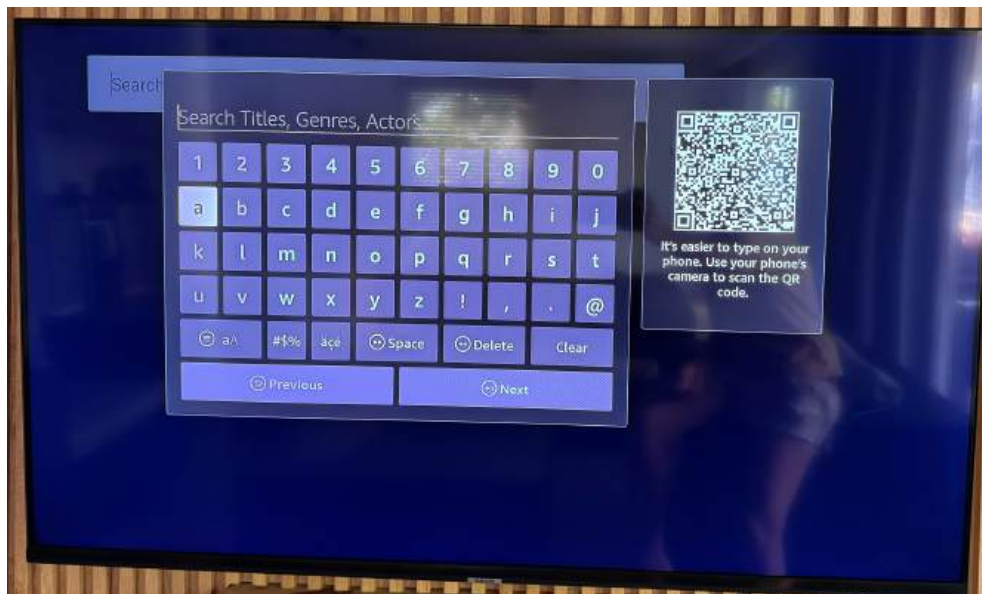 Search
Search Titles, Genres, Actors...
1 2 3 4 5 6 7 8 9 0
a b c d e f g h i j
k l m n o p q r s t
u v w x y z ! , . @
aA #$% äçé Space Delete Clear
Previous Next
It's easier to type on your
phone. Use your phone's
camera to scan the QR
code.